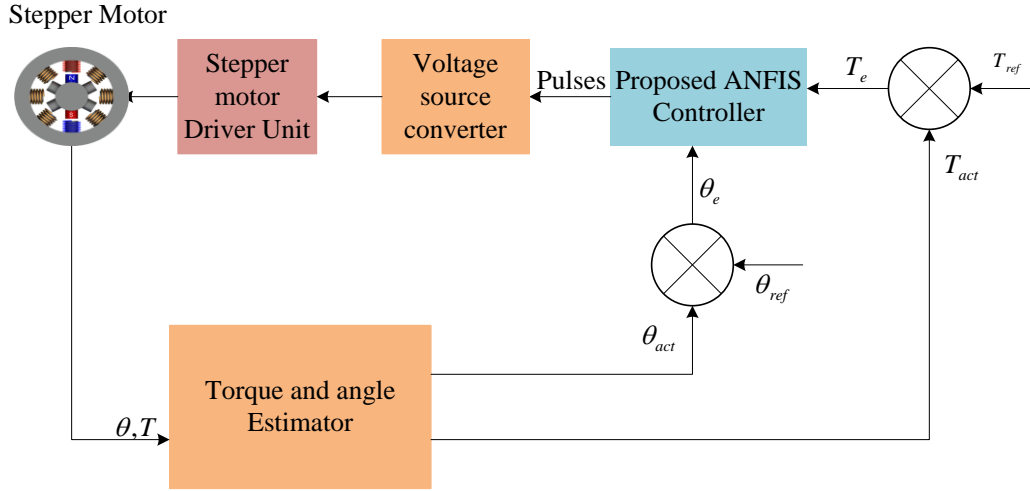 Stepper Motor
Stepper
motor
Driver Unit
Voltage
source
converter
Pulses
Proposed ANFIS
Controller
T_e
T_ref
T_act
θ_e
θ_ref
θ_act
Torque and angle
Estimator
θ,T
N
S